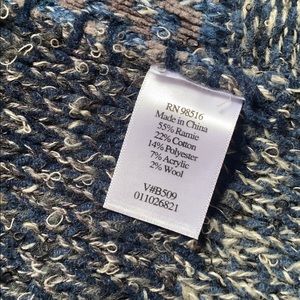 RN 98516
Made in China
55% Ramie
22% Cotton
14% Polyester
7% Acrylic
2% Wool
V#B509
011026821